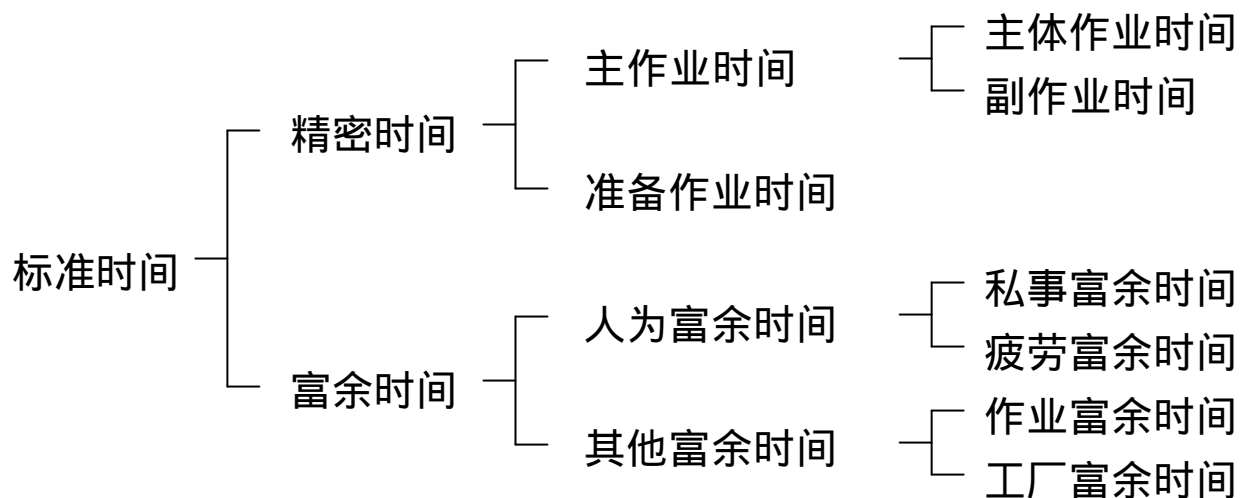 主体作业时间
主作业时间
副作业时间
精密时间
准备作业时间
标准时间
私事富余时间
人为富余时间
疲劳富余时间
富余时间
作业富余时间
其他富余时间
工厂富余时间